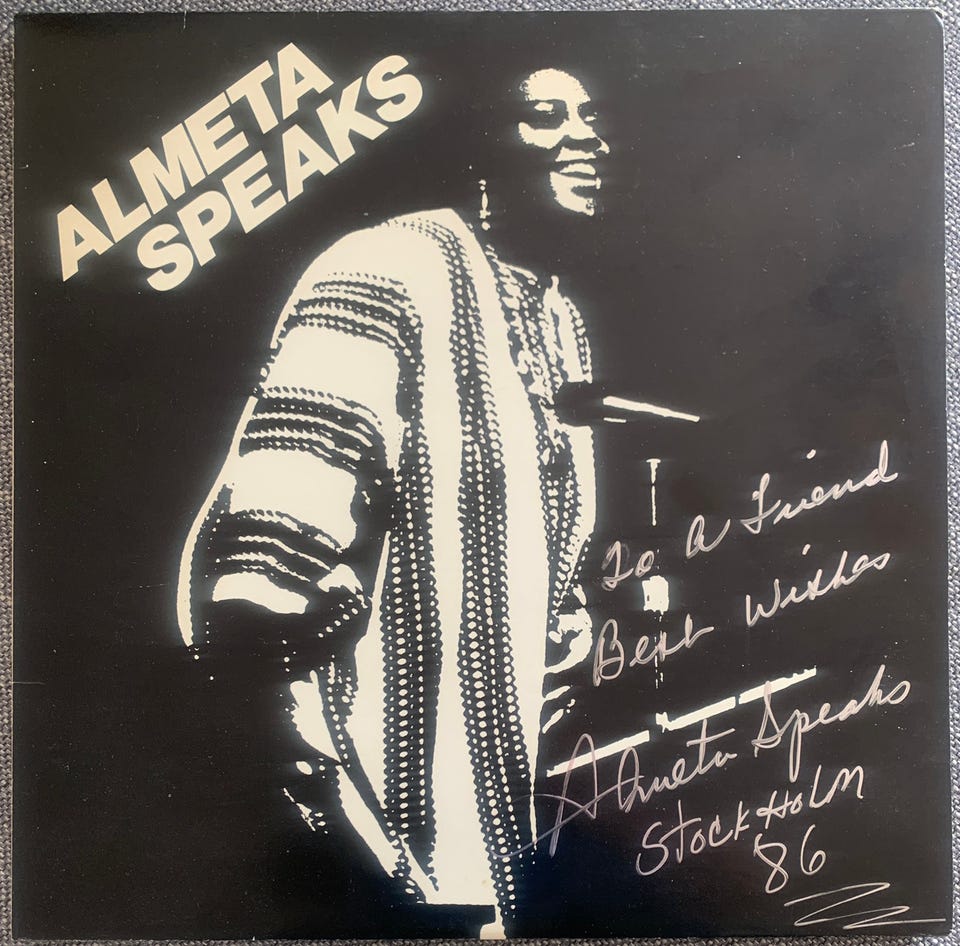 ALMETA
SPEAKS
To A Friend
Best Wishes
Almeta Speaks
StockHolm
86